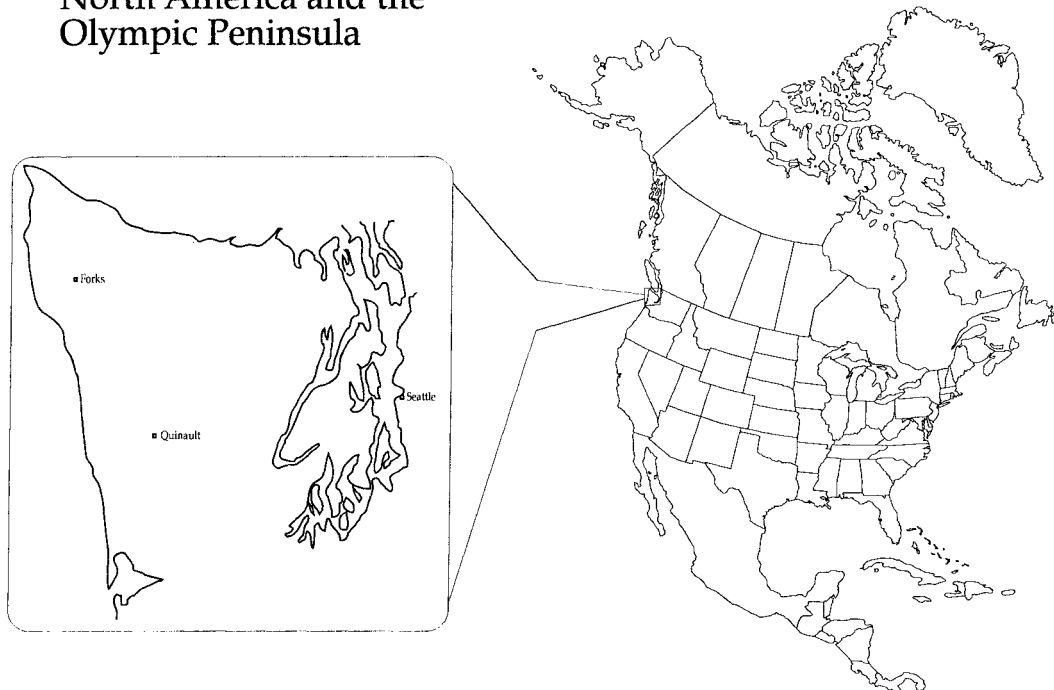 North America and the
Olympic Peninsula
Forks
Seattle
Quinault